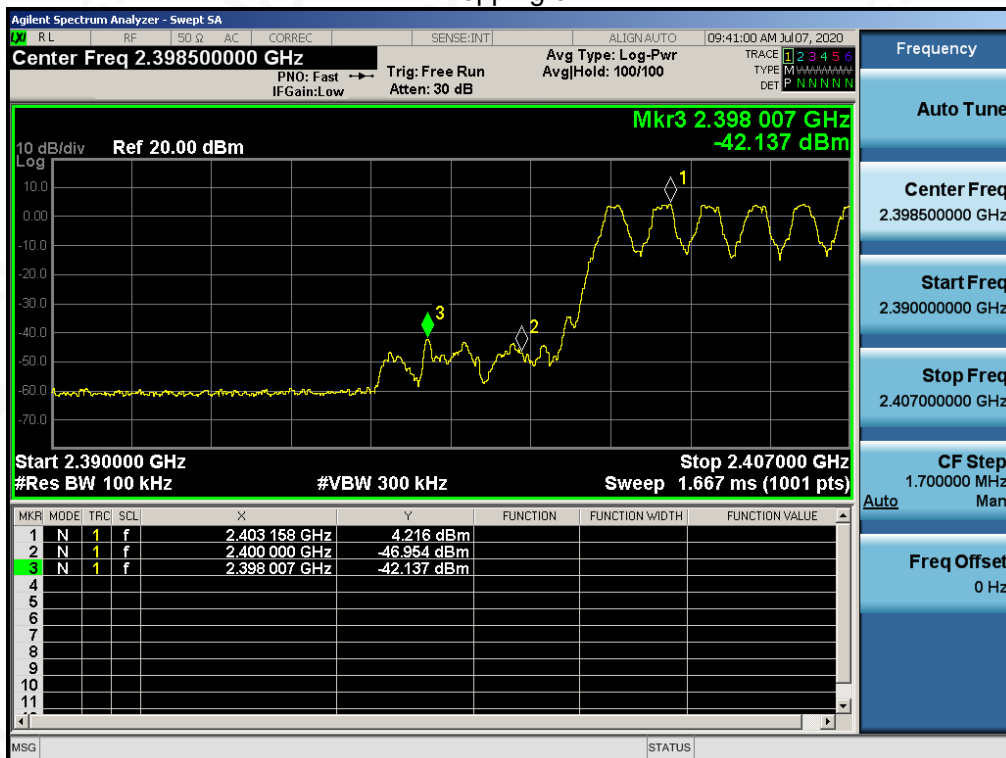 Agilent Spectrum Analyzer - Swept SA
LXI RL RF 50 Ω AC CORREC SENSE:INT ALIGN AUTO 09:41:00 AM Jul 07, 2020
Center Freq 2.398500000 GHz
PNO: Fast
IFGain:Low
Trig: Free Run
Atten: 30 dB
Avg Type: Log-Pwr
Avg|Hold: 100/100
TRACE 1 2 3 4 5 6
TYPE M WWWWW
DET P N N N N N
Mkr3 2.398 007 GHz
-42.137 dBm
10 dB/div Ref 20.00 dBm
Log
10.0
0.00
-10.0
-20.0
-30.0
-40.0
-50.0
-60.0
-70.0
1
2
3
Start 2.390000 GHz Stop 2.407000 GHz
#Res BW 100 kHz #VBW 300 kHz Sweep 1.667 ms (1001 pts)
MKR MODE TRC SCL X Y FUNCTION FUNCTION WIDTH FUNCTION VALUE
1 N 1 f 2.403 158 GHz 4.216 dBm
2 N 1 f 2.400 000 GHz -46.954 dBm
3 N 1 f 2.398 007 GHz -42.137 dBm
4
5
6
7
8
9
10
11
MSG STATUS
Frequency
Auto Tune
Center Freq
2.398500000 GHz
Start Freq
2.390000000 GHz
Stop Freq
2.407000000 GHz
CF Step
1.700000 MHz
Auto Man
Freq Offset
0 Hz